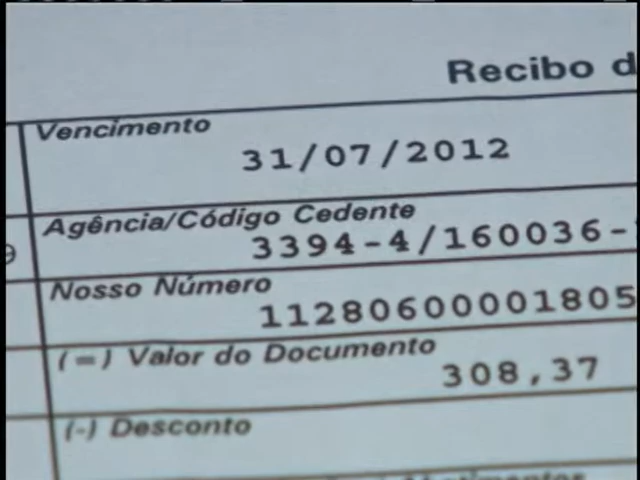 Recibo d
Vencimento
31/07/2012
Agência/Código Cedente
3394-4/160036-
Nosso Número
112806000001805
(=) Valor do Documento
308,37
(-) Desconto